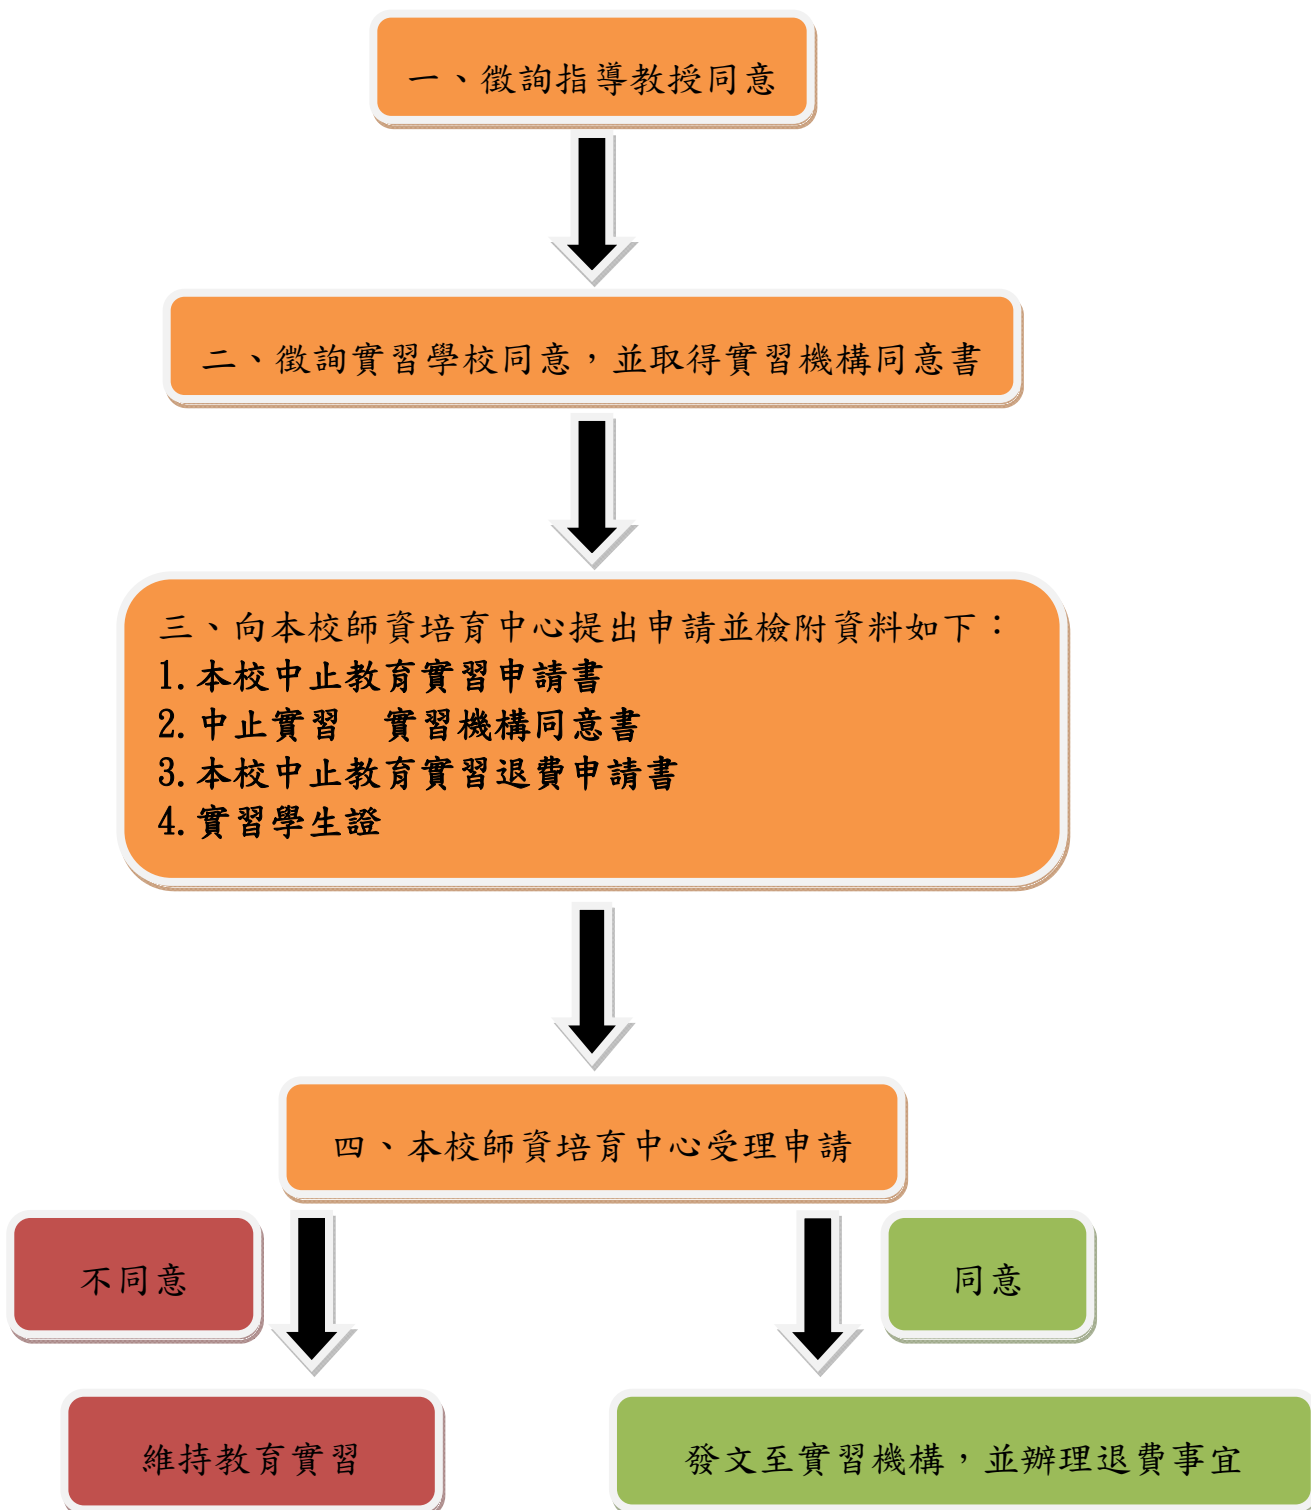 一、徵詢指導教授同意
二、徵詢實習學校同意，並取得實習機構同意書
三、向本校師資培育中心提出申請並檢附資料如下：
1.本校中止教育實習申請書
2.中止實習　實習機構同意書
3.本校中止教育實習退費申請書
4.實習學生證
四、本校師資培育中心受理申請
不同意
同意
維持教育實習
發文至實習機構，並辦理退費事宜